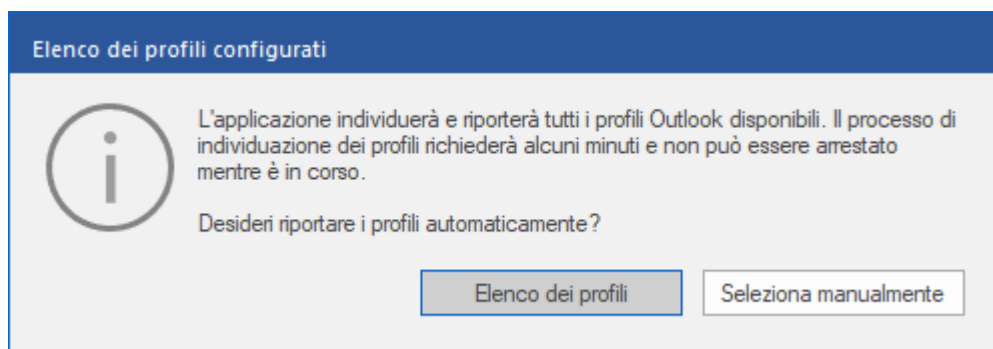 Elenco dei profili configurati
L'applicazione individuerà e riporterà tutti i profili Outlook disponibili. Il processo di
individuazione dei profili richiederà alcuni minuti e non può essere arrestato
mentre è in corso.
Desideri riportare i profili automaticamente?
Elenco dei profili
Seleziona manualmente